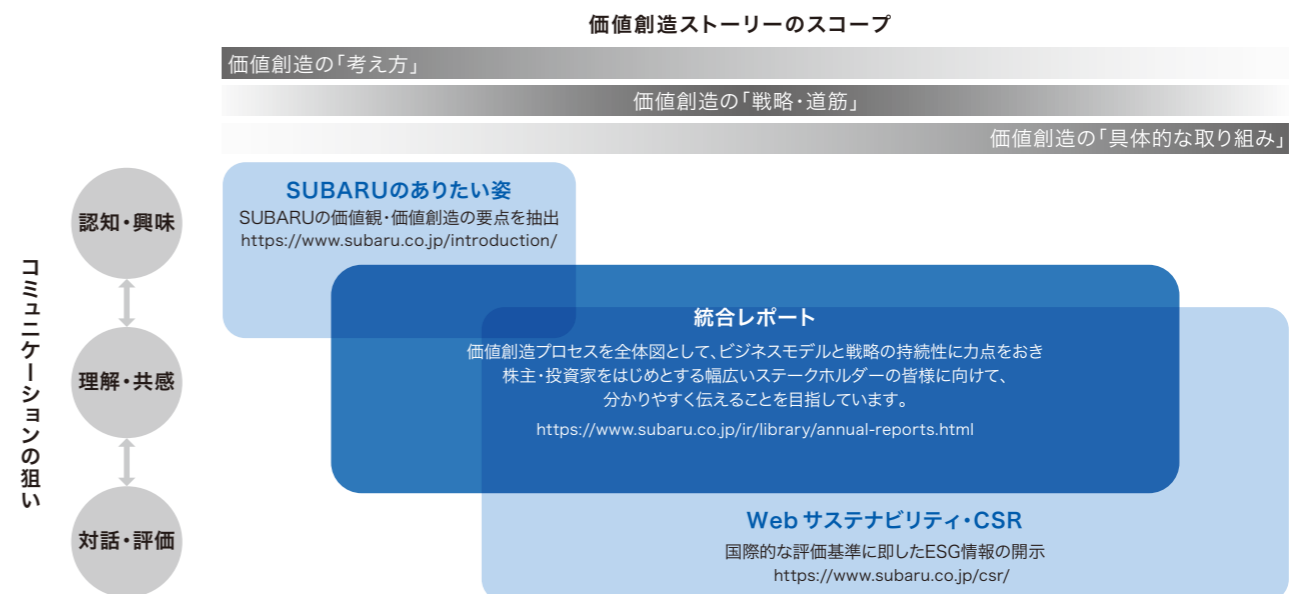 価値創造ストーリーのスコープ
価値創造の「考え方」
価値創造の「戦略・道筋」
価値創造の「具体的な取り組み」
コミュニケーションの狙い
認知・興味
理解・共感
対話・評価
SUBARUのありたい姿
SUBARUの価値観・価値創造の要点を抽出
https://www.subaru.co.jp/introduction/
統合レポート
価値創造プロセスを全体図として、ビジネスモデルと戦略の持続性に力点をおき
株主・投資家をはじめとする幅広いステークホルダーの皆様に向けて、
分かりやすく伝えることを目指しています。
https://www.subaru.co.jp/ir/library/annual-reports.html
Web サステナビリティ・CSR
国際的な評価基準に即したESG情報の開示
https://www.subaru.co.jp/csr/